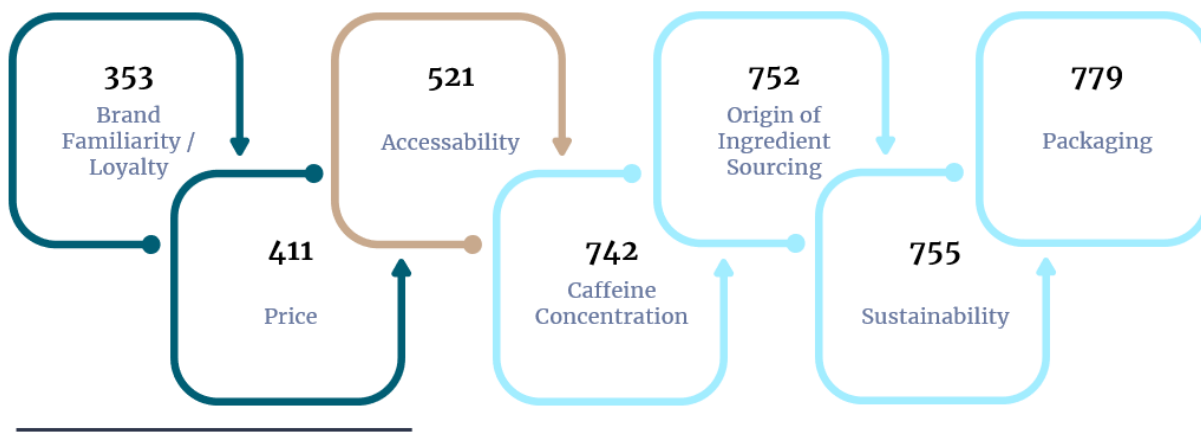 353
Brand
Familiarity /
Loyalty
411
Price
521
Accessability
742
Caffeine
Concentration
752
Origin of
Ingredient
Sourcing
755
Sustainability
779
Packaging